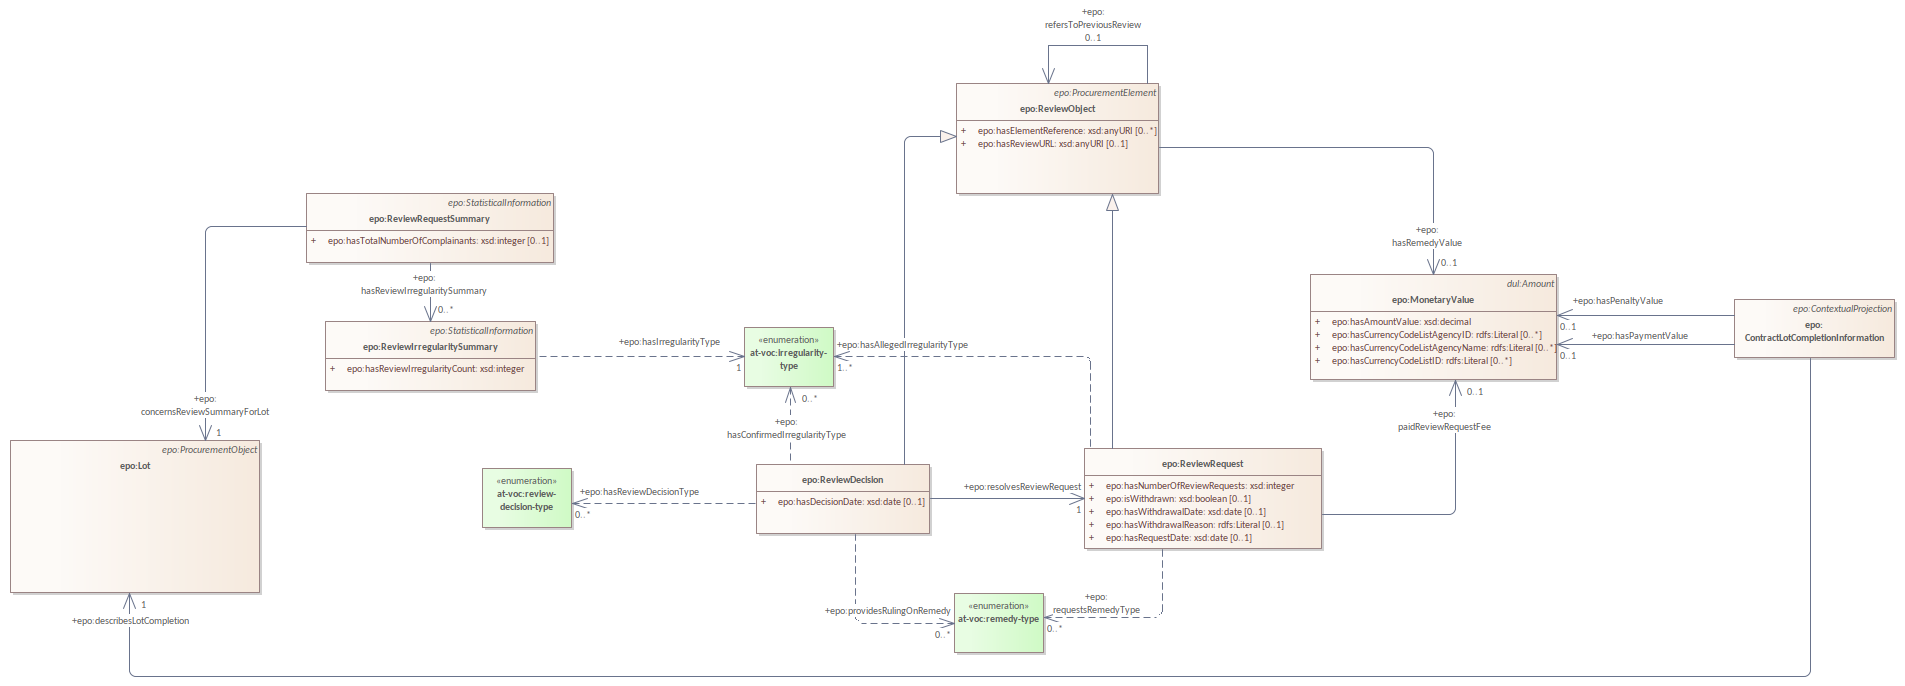 +epo:
refersToPreviousReview
0..1
epo:ProcurementElement
epo:ReviewObject
+ epo:hasElementReference: xsd:anyURI [0..*]
+ epo:hasReviewURL: xsd:anyURI [0..1]
epo:StatisticalInformation
epo:ReviewRequestSummary
+ epo:hasTotalNumberOfComplainants: xsd:integer [0..1]
+epo:
hasReviewIrregularitySummary
0..*
epo:StatisticalInformation
epo:ReviewIrregularitySummary
+ epo:hasReviewIrregularityCount: xsd:integer
+epo:hasIrregularityType
1
«enumeration»
at-voc:irregularity-
type
+epo:hasAllegedIrregularityType
1..*
+epo:
hasRemedyValue
0..1
dul:Amount
epo:MonetaryValue
+ epo:hasAmountValue: xsd:decimal
+ epo:hasCurrencyCodeListAgencyID: rdfs:Literal [0..*]
+ epo:hasCurrencyCodeListAgencyName: rdfs:Literal [0..*]
+ epo:hasCurrencyCodeListID: rdfs:Literal [0..*]
+epo:hasPenaltyValue
0..1
+epo:hasPaymentValue
0..1
epo:ContextualProjection
epo:
ContractLotCompletionInformation
+epo:
concernsReviewSummaryForLot
1
epo:ProcurementObject
epo:Lot
0..*
+epo:
hasConfirmedIrregularityType
0..1
+epo:
paidReviewRequestFee
«enumeration»
at-voc:review-
decision-type
+epo:hasReviewDecisionType
0..*
epo:ReviewDecision
+ epo:hasDecisionDate: xsd:date [0..1]
+epo:resolvesReviewRequest
1
epo:ReviewRequest
+ epo:hasNumberOfReviewRequests: xsd:integer
+ epo:isWithdrawn: xsd:boolean [0..1]
+ epo:hasWithdrawalDate: xsd:date [0..1]
+ epo:hasWithdrawalReason: rdfs:Literal [0..1]
+ epo:hasRequestDate: xsd:date [0..1]
+epo:providesRulingOnRemedy
0..*
«enumeration»
at-voc:remedy-type
+epo:
requestsRemedyType
0..*
1
+epo:describesLotCompletion